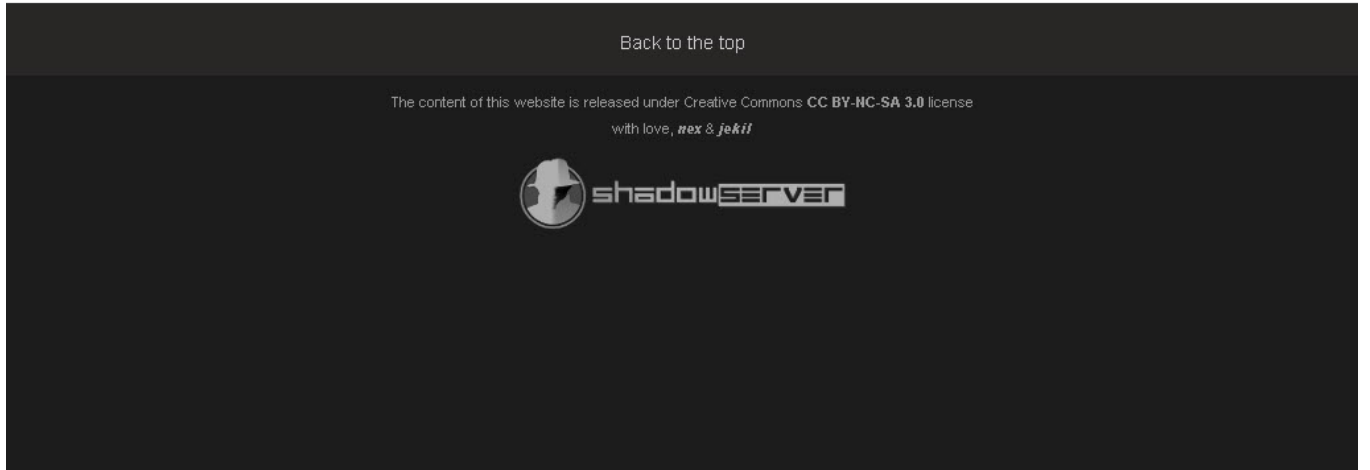 Back to the top
The content of this website is released under Creative Commons CC BY-NC-SA 3.0 license
with love, nex & jekil
shadowserver